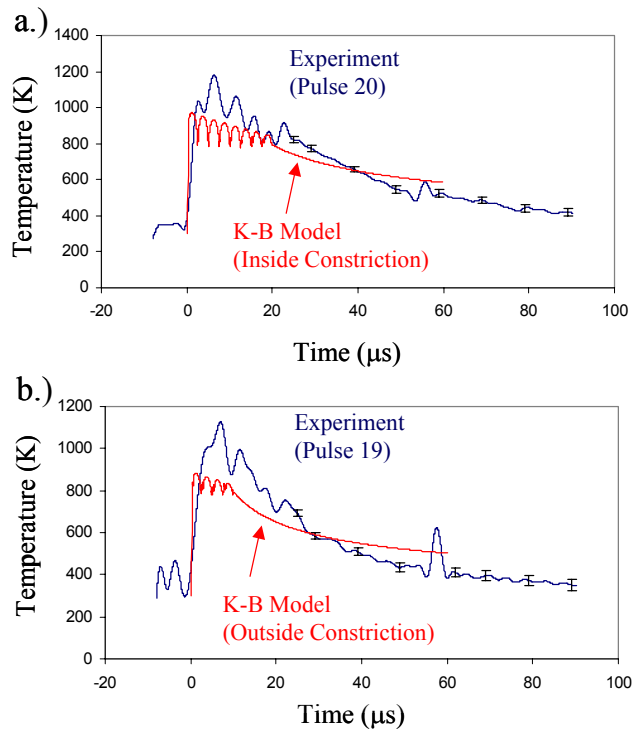 a.)
1400
1200
1000
800
600
400
200
0
Temperature (K)
Experiment
(Pulse 20)
K-B Model
(Inside Constriction)
-20
0
20
40
60
80
100
Time (μs)
b.)
1200
1000
800
600
400
200
0
Temperature (K)
Experiment
(Pulse 19)
K-B Model
(Outside Constriction)
-20
0
20
40
60
80
100
Time (μs)